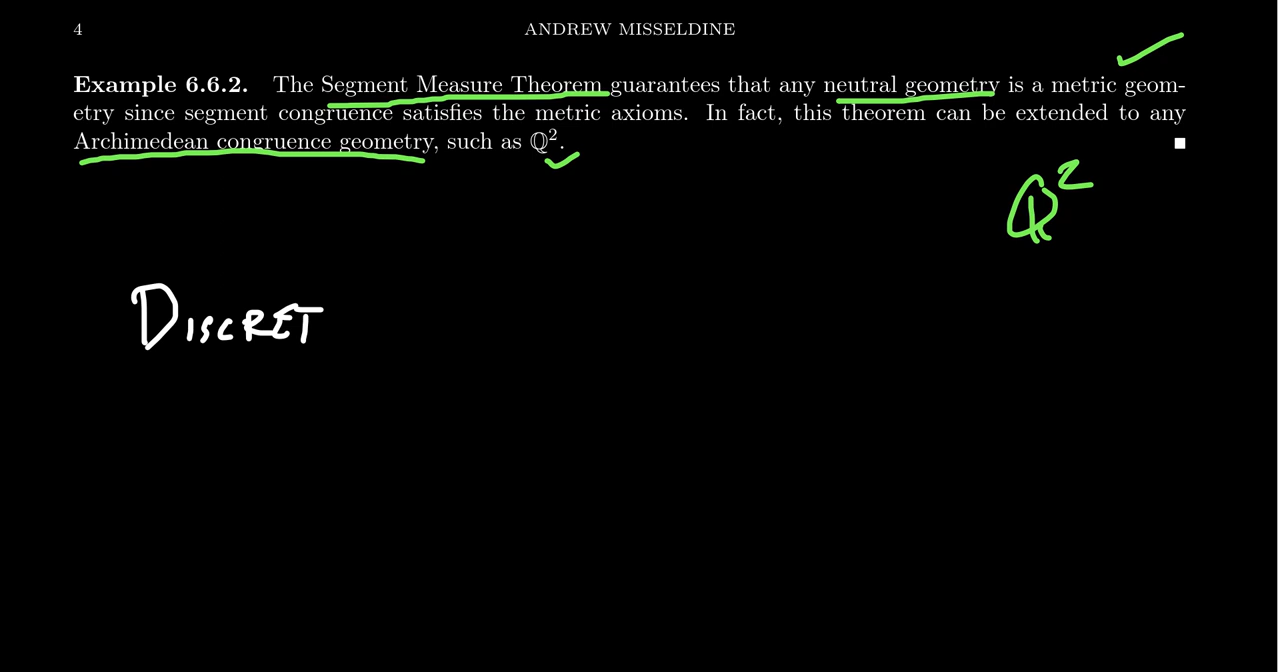 4 ANDREW MISSELDINE
Example 6.6.2. The Segment Measure Theorem guarantees that any neutral geometry is a metric geom-
etry since segment congruence satisfies the metric axioms. In fact, this theorem can be extended to any
Archimedean congruence geometry, such as ℚ². ■
ℚ²
DISCRET